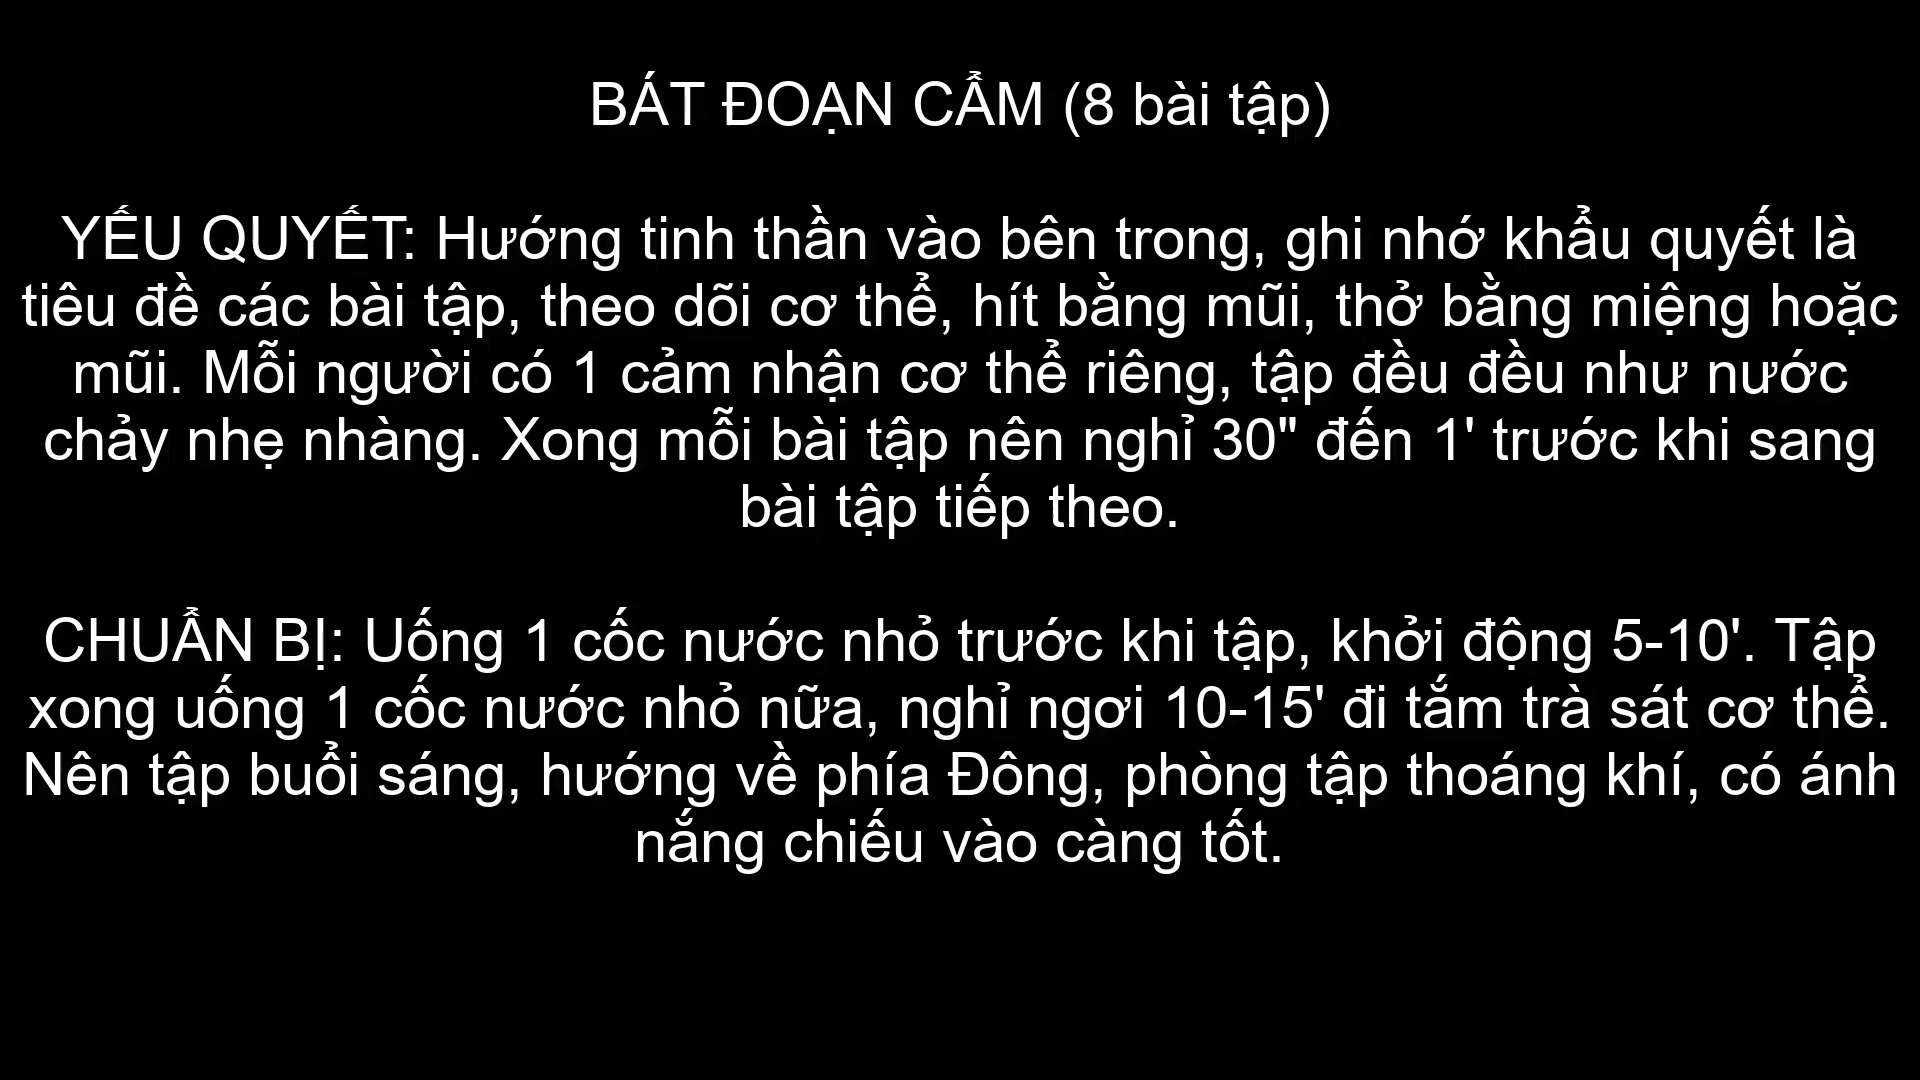 BÁT ĐOẠN CẨM (8 bài tập)
YẾU QUYẾT: Hướng tinh thần vào bên trong, ghi nhớ khẩu quyết là
tiêu đề các bài tập, theo dõi cơ thể, hít bằng mũi, thở bằng miệng hoặc
mũi. Mỗi người có 1 cảm nhận cơ thể riêng, tập đều đều như nước
chảy nhẹ nhàng. Xong mỗi bài tập nên nghỉ 30" đến 1' trước khi sang
bài tập tiếp theo.
CHUẨN BỊ: Uống 1 cốc nước nhỏ trước khi tập, khởi động 5-10'. Tập
xong uống 1 cốc nước nhỏ nữa, nghỉ ngơi 10-15' đi tắm trà sát cơ thể.
Nên tập buổi sáng, hướng về phía Đông, phòng tập thoáng khí, có ánh
nắng chiếu vào càng tốt.